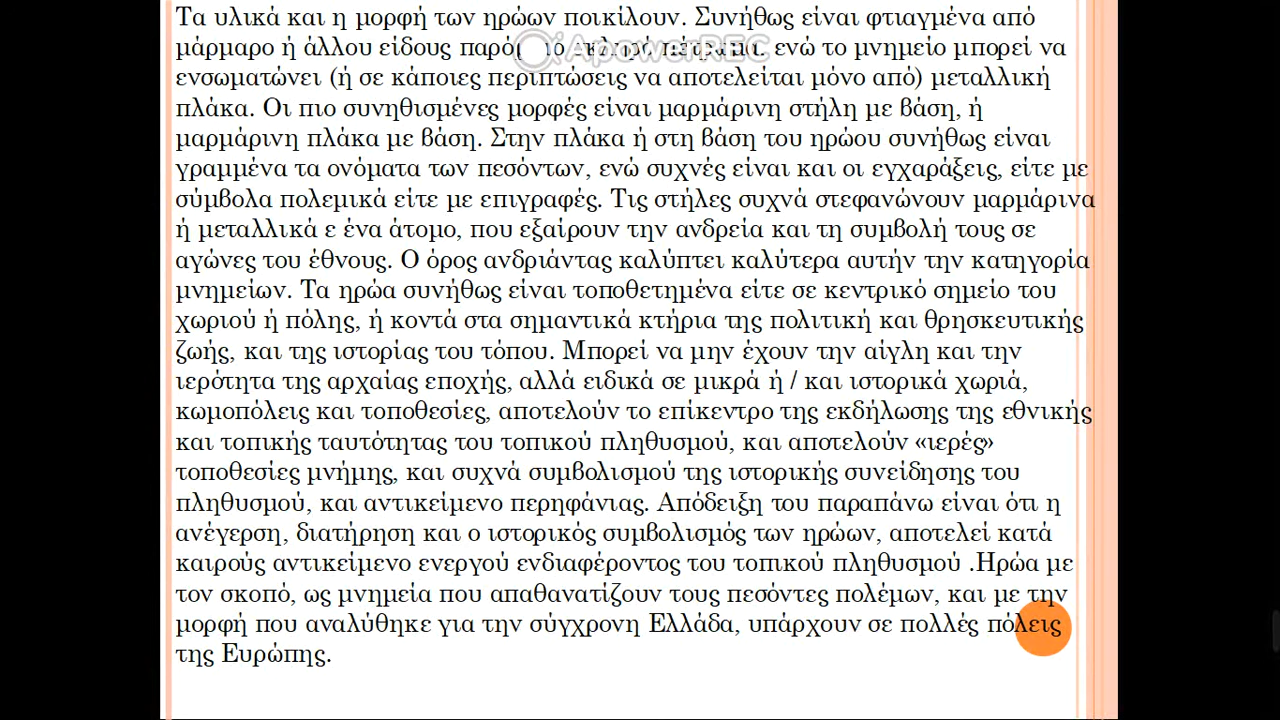 Τα υλικά και η μορφή των ηρώων ποικίλουν. Συνήθως είναι φτιαγμένα από
μάρμαρο ή άλλου είδους παρόμοιο σκληρό πέτρωμα, ενώ το μνημείο μπορεί να
ενσωματώνει (ή σε κάποιες περιπτώσεις να αποτελείται μόνο από) μεταλλική
πλάκα. Οι πιο συνηθισμένες μορφές είναι μαρμάρινη στήλη με βάση, ή
μαρμάρινη πλάκα με βάση. Στην πλάκα ή στη βάση του ηρώου συνήθως είναι
γραμμένα τα ονόματα των πεσόντων, ενώ συχνές είναι και οι εγχαράξεις, είτε με
σύμβολα πολεμικά είτε με επιγραφές. Τις στήλες συχνά στεφανώνουν μαρμάρινα
ή μεταλλικά ε ένα άτομο, που εξαίρουν την ανδρεία και τη συμβολή τους σε
αγώνες του έθνους. Ο όρος ανδριάντας καλύπτει καλύτερα αυτήν την κατηγορία
μνημείων. Τα ηρώα συνήθως είναι τοποθετημένα είτε σε κεντρικό σημείο του
χωριού ή πόλης, ή κοντά στα σημαντικά κτήρια της πολιτική και θρησκευτικής
ζωής, και της ιστορίας του τόπου. Μπορεί να μην έχουν την αίγλη και την
ιερότητα της αρχαίας εποχής, αλλά ειδικά σε μικρά ή / και ιστορικά χωριά,
κωμοπόλεις και τοποθεσίες, αποτελούν το επίκεντρο της εκδήλωσης της εθνικής
και τοπικής ταυτότητας του τοπικού πληθυσμού, και αποτελούν «ιερές»
τοποθεσίες μνήμης, και συχνά συμβολισμού της ιστορικής συνείδησης του
πληθυσμού, και αντικείμενο περηφάνιας. Απόδειξη του παραπάνω είναι ότι η
ανέγερση, διατήρηση και ο ιστορικός συμβολισμός των ηρώων, αποτελεί κατά
καιρούς αντικείμενο ενεργού ενδιαφέροντος του τοπικού πληθυσμού .Ηρώα με
τον σκοπό, ως μνημεία που απαθανατίζουν τους πεσόντες πολέμων, και με την
μορφή που αναλύθηκε για την σύγχρονη Ελλάδα, υπάρχουν σε πολλές πόλεις
της Ευρώπης.
ApowerREC